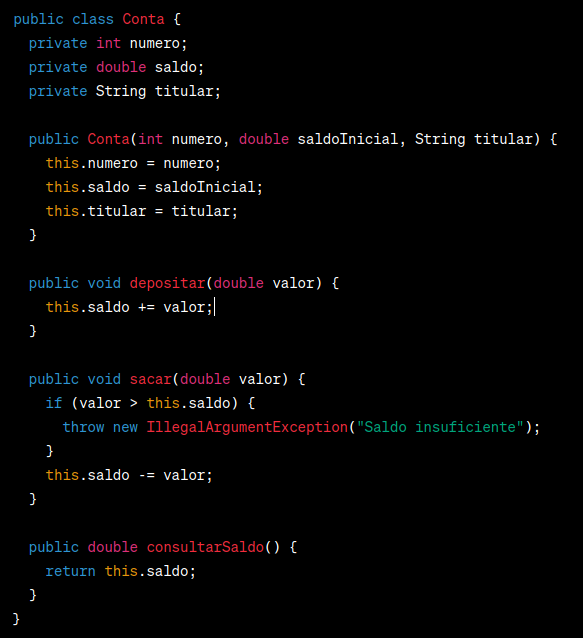 public class Conta {
  private int numero;
  private double saldo;
  private String titular;

  public Conta(int numero, double saldoInicial, String titular) {
    this.numero = numero;
    this.saldo = saldoInicial;
    this.titular = titular;
  }

  public void depositar(double valor) {
    this.saldo += valor;
  }

  public void sacar(double valor) {
    if (valor > this.saldo) {
      throw new IllegalArgumentException("Saldo insuficiente");
    }
    this.saldo -= valor;
  }

  public double consultarSaldo() {
    return this.saldo;
  }
}